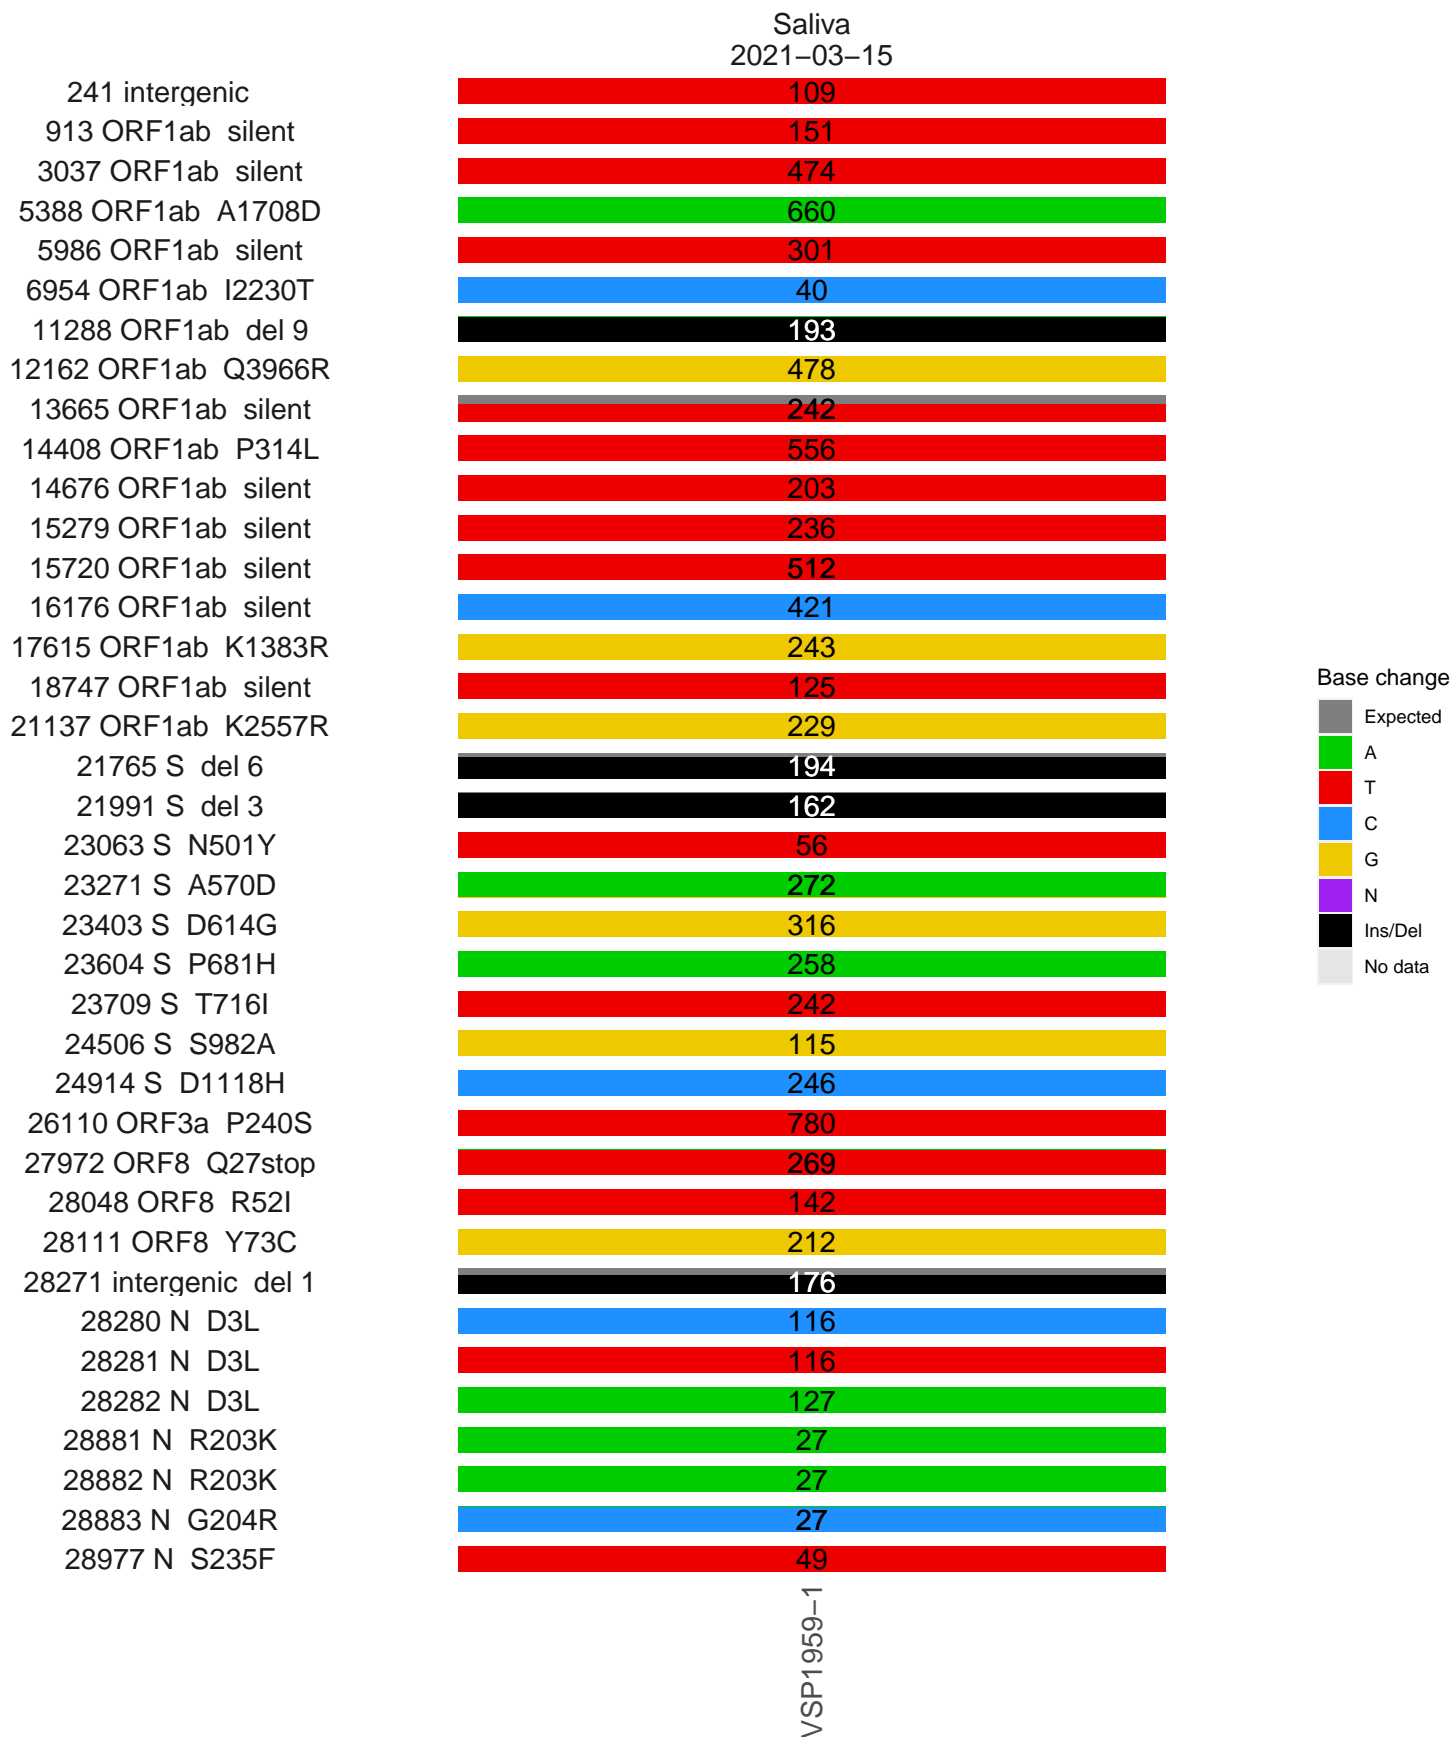 Saliva
2021−03−15
241 intergenic 109
913 ORF1ab silent 151
3037 ORF1ab silent 474
5388 ORF1ab A1708D 660
5986 ORF1ab silent 301
6954 ORF1ab I2230T 40
11288 ORF1ab del 9 193
12162 ORF1ab Q3966R 478
13665 ORF1ab silent 242
14408 ORF1ab P314L 556
14676 ORF1ab silent 203
15279 ORF1ab silent 236
15720 ORF1ab silent 512
16176 ORF1ab silent 421
17615 ORF1ab K1383R 243
18747 ORF1ab silent 125
21137 ORF1ab K2557R 229
21765 S del 6 194
21991 S del 3 162
23063 S N501Y 56
23271 S A570D 272
23403 S D614G 316
23604 S P681H 258
23709 S T716I 242
24506 S S982A 115
24914 S D1118H 246
26110 ORF3a P240S 780
27972 ORF8 Q27stop 269
28048 ORF8 R52I 142
28111 ORF8 Y73C 212
28271 intergenic del 1 176
28280 N D3L 116
28281 N D3L 116
28282 N D3L 127
28881 N R203K 27
28882 N R203K 27
28883 N G204R 27
28977 N S235F 49
VSP1959−1
Base change
Expected
A
T
C
G
N
Ins/Del
No data